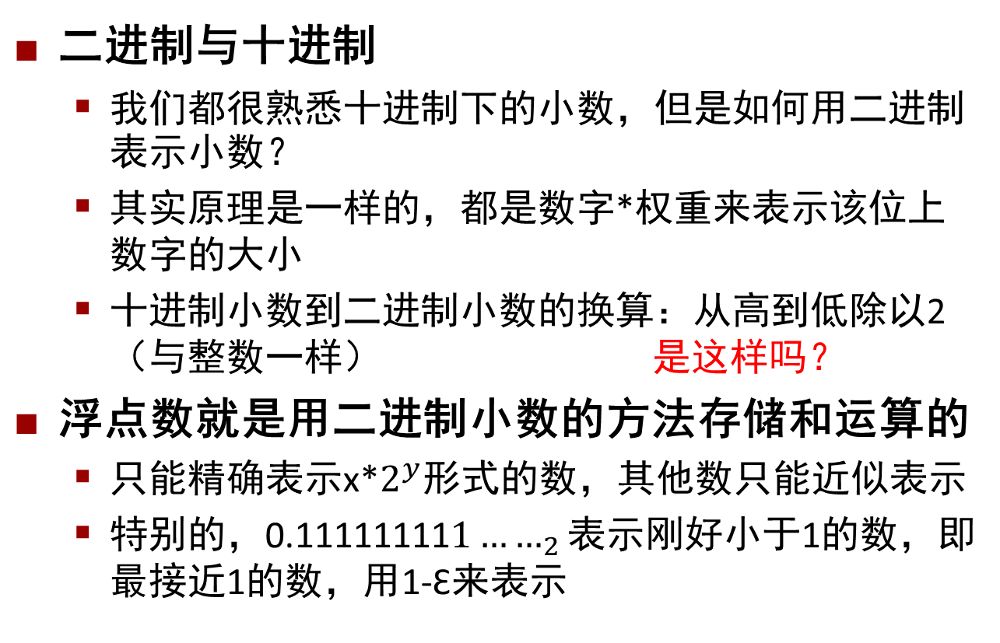 二进制与十进制
我们都很熟悉十进制下的小数，但是如何用二进制
表示小数？
其实原理是一样的，都是数字*权重来表示该位上
数字的大小
十进制小数到二进制小数的换算：从高到低除以2
（与整数一样） 是这样吗？
浮点数就是用二进制小数的方法存储和运算的
只能精确表示x*2^y形式的数，其他数只能近似表示
特别的，0.1111111111 … …₂ 表示刚好小于1的数，即
最接近1的数，用1-Ɛ来表示